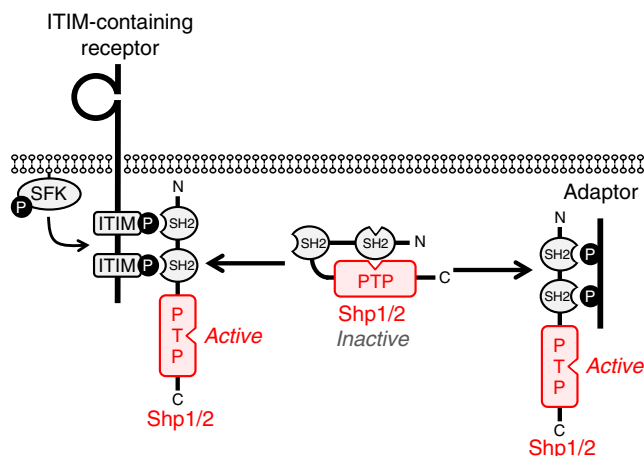 ITIM-containing
receptor
SFK
P
N
Adaptor
ITIM P SH2
SH2 SH2 N
N
SH2 P
ITIM P SH2
PTP C
SH2 P
Shp1/2
Inactive
P
T
P
Active
C
Shp1/2
P
T
P
Active
C
Shp1/2